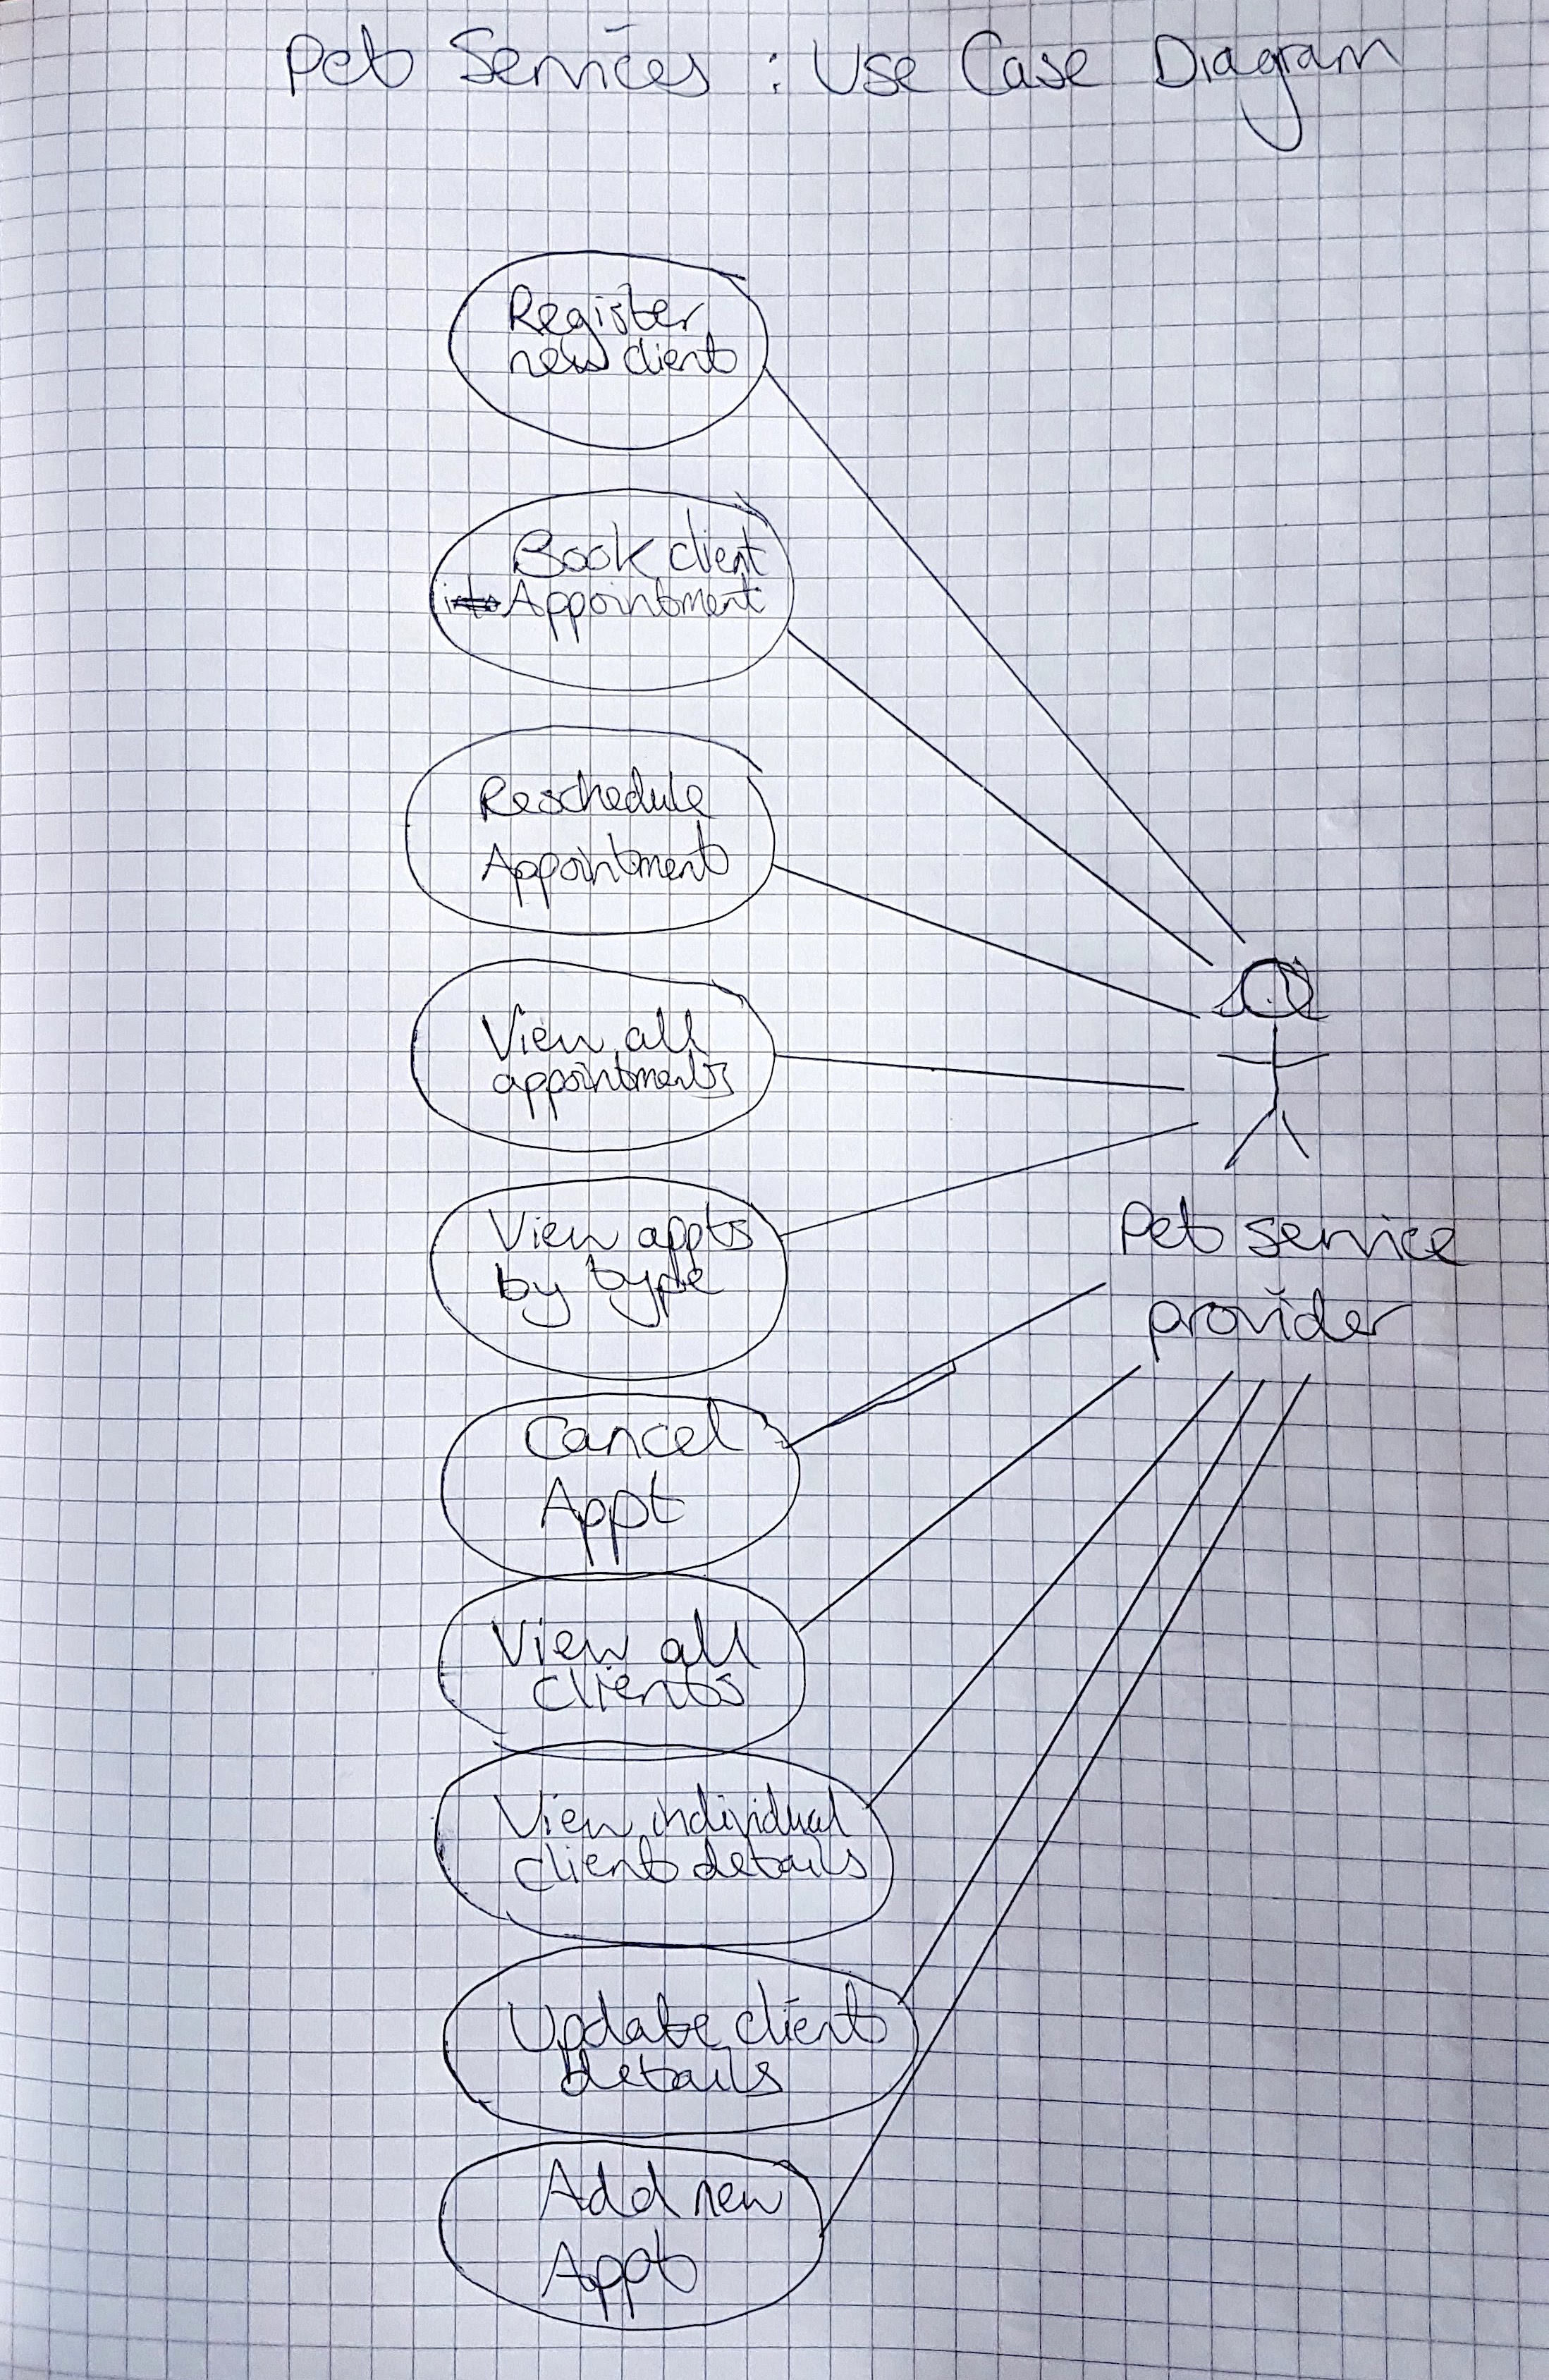 Pet Services : Use Case Diagram
Register
new client
Book client
into Appointment
Reschedule
Appointment
View all
appointments
View appts
by type
Pet service
provider
Cancel
Appt
View all
clients
View individual
client details
Update client
details
Add new
Appt